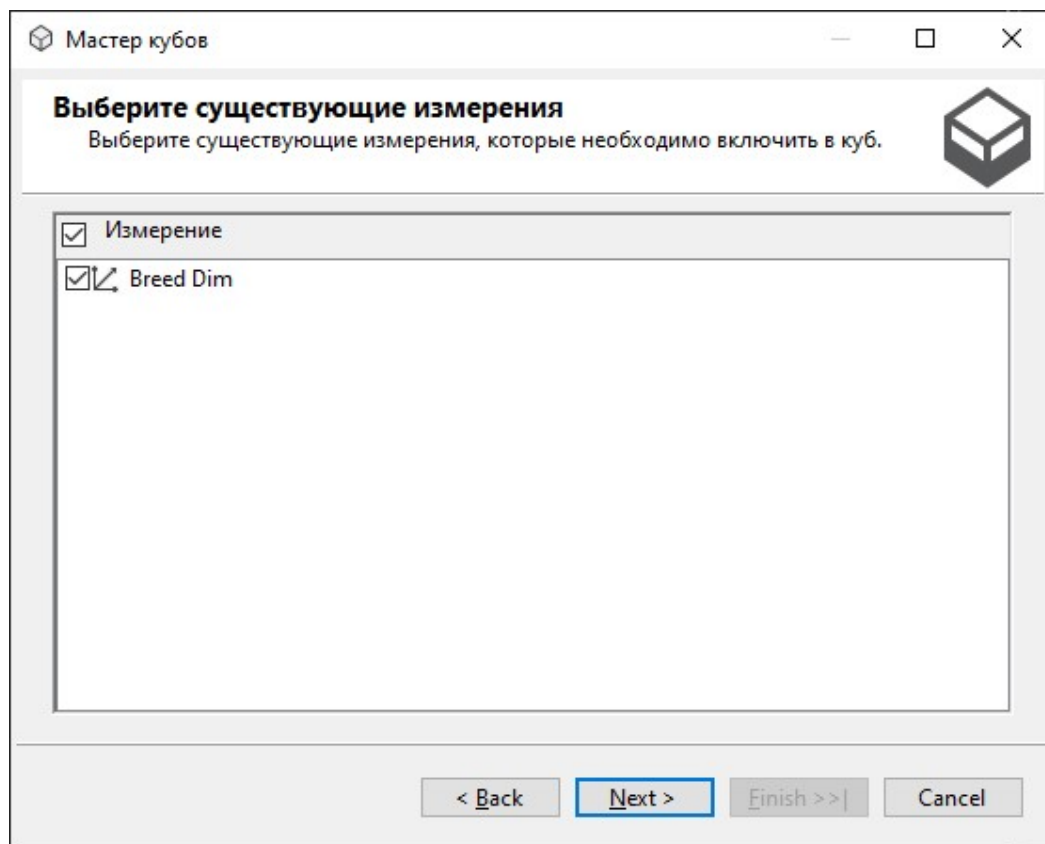 Мастер кубов
Выберите существующие измерения
Выберите существующие измерения, которые необходимо включить в куб.
Измерение
Breed Dim
< Back Next > Finish >>| Cancel